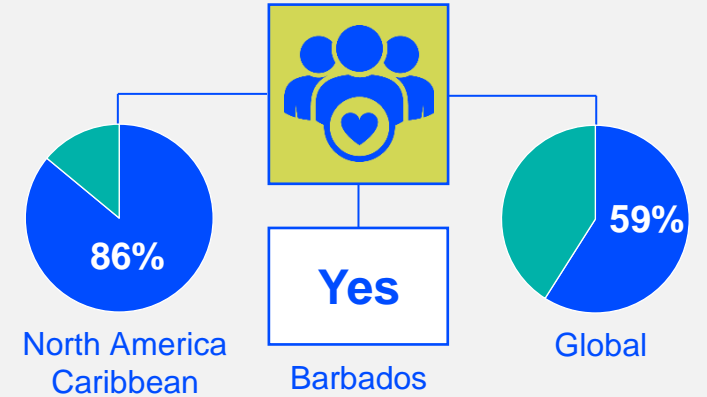 86%
North America
Caribbean
Yes
Barbados
59%
Global